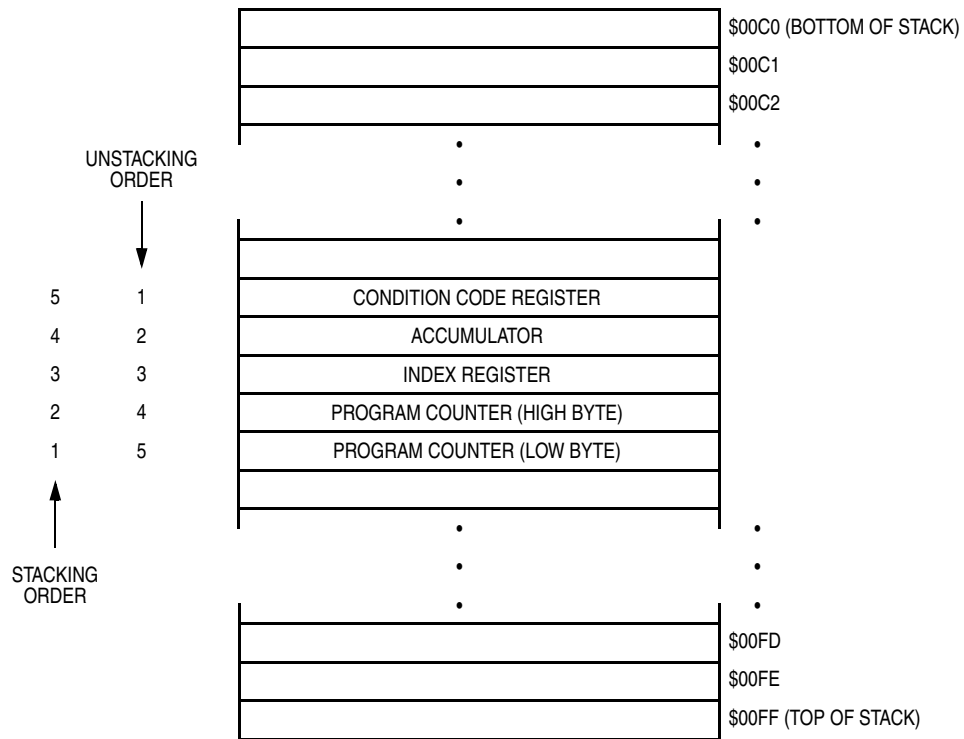 $00C0 (BOTTOM OF STACK)
$00C1
$00C2
UNSTACKING
ORDER
5 1 CONDITION CODE REGISTER
4 2 ACCUMULATOR
3 3 INDEX REGISTER
2 4 PROGRAM COUNTER (HIGH BYTE)
1 5 PROGRAM COUNTER (LOW BYTE)
STACKING
ORDER
$00FD
$00FE
$00FF (TOP OF STACK)